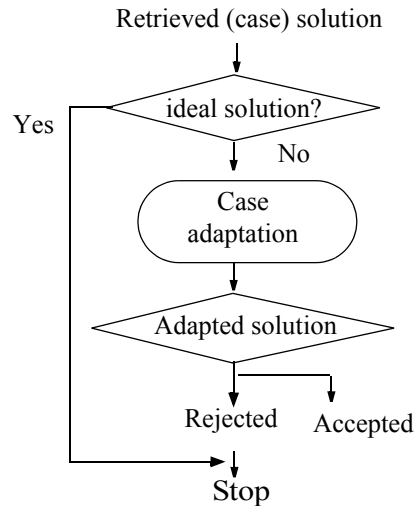 Retrieved (case) solution
ideal solution?
Yes
No
Case
adaptation
Adapted solution
Rejected
Accepted
Stop